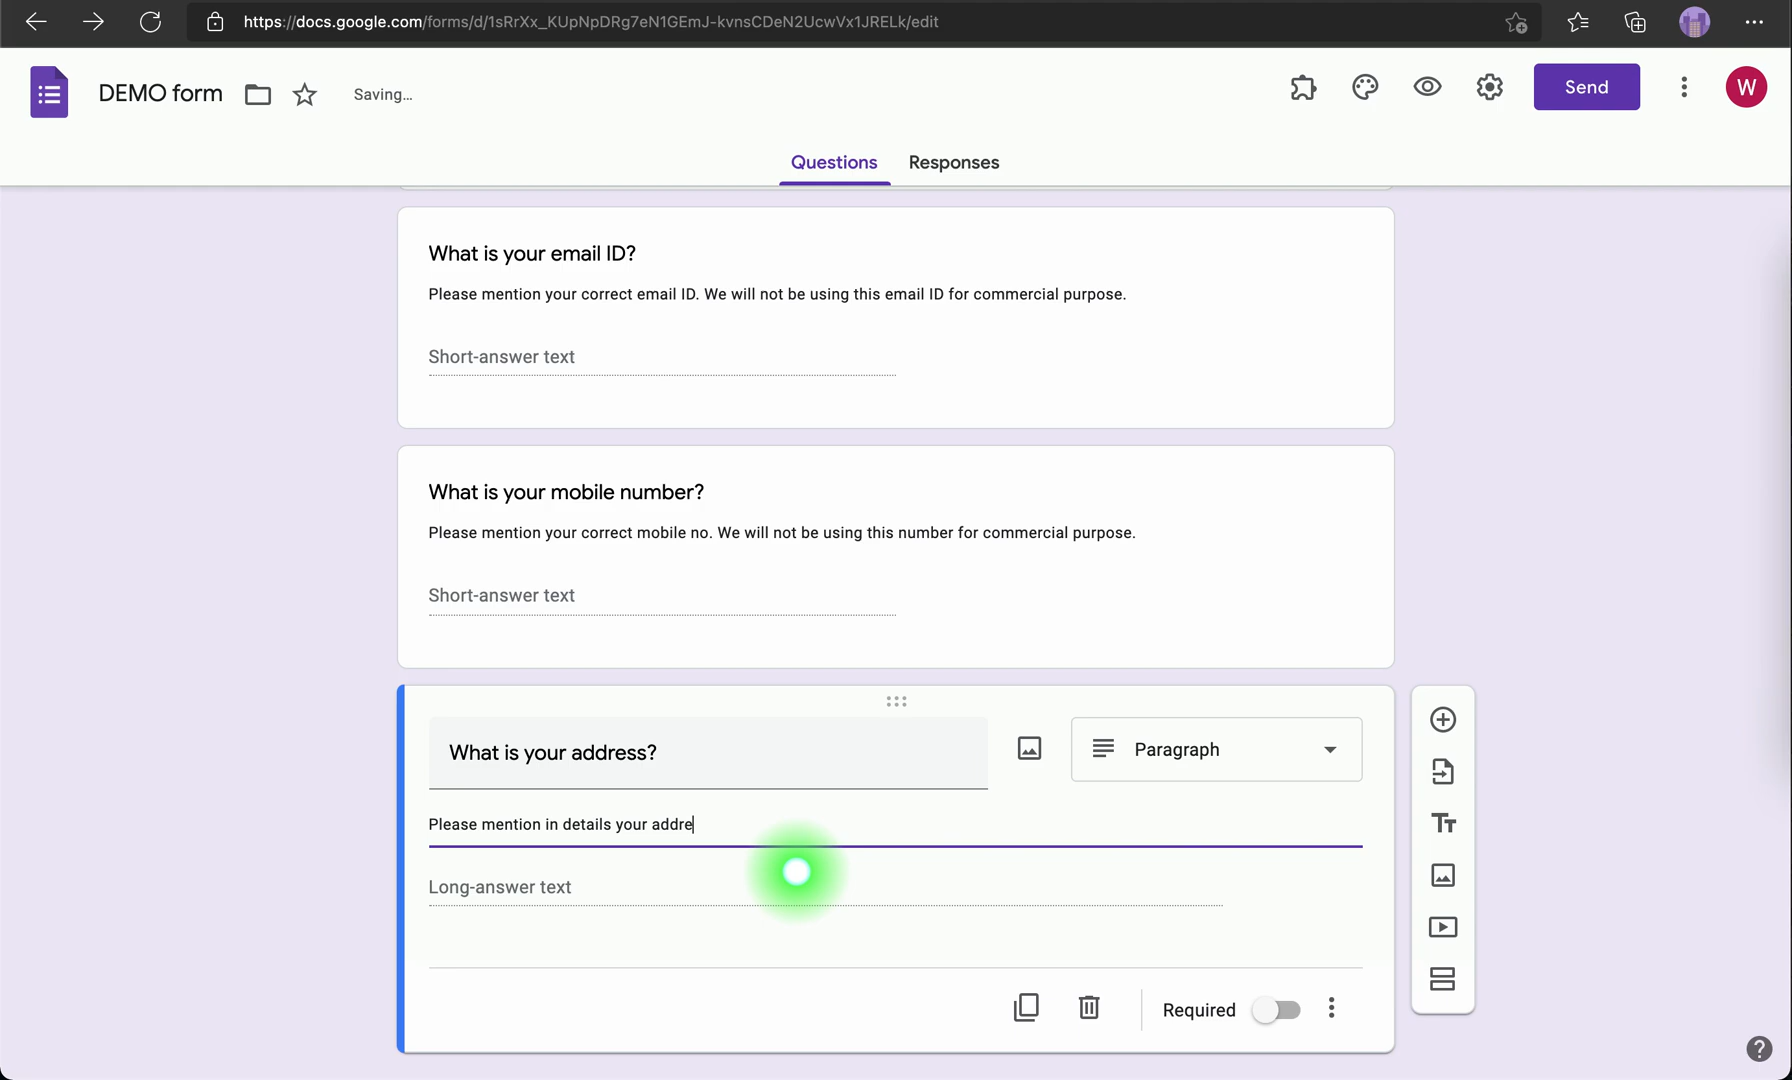 https://docs.google.com/forms/d/1sRrXx_KUpNpDRg7eN1GEmJ-kvnsCDeN2UcwVx1JRELk/edit
DEMO form
Saving...
Send
W
Questions
Responses
What is your email ID?
Please mention your correct email ID. We will not be using this email ID for commercial purpose.
Short-answer text
What is your mobile number?
Please mention your correct mobile no. We will not be using this number for commercial purpose.
Short-answer text
What is your address?
Paragraph
Please mention in details your addre
Long-answer text
Required